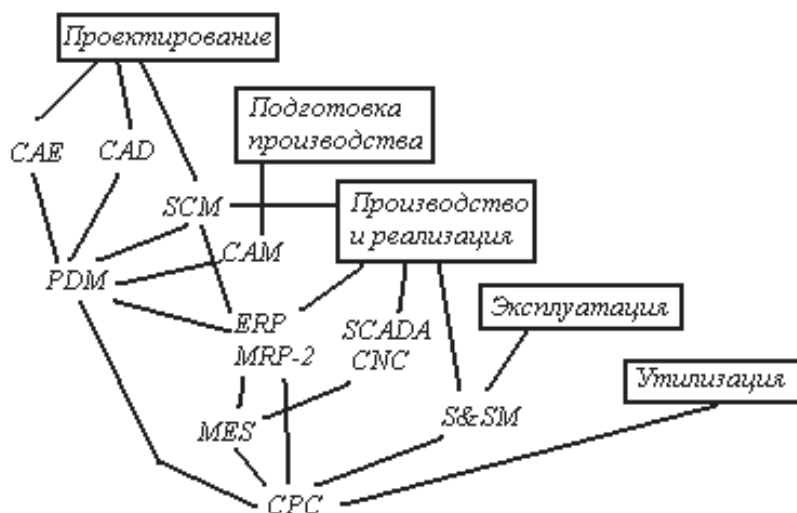 Проектирование
Подготовка
производства
CAE
CAD
SCM
Производство
и реализация
CAM
PDM
Эксплуатация
ERP
MRP-2
SCADA
CNC
Утилизация
MES
S&SM
CPC